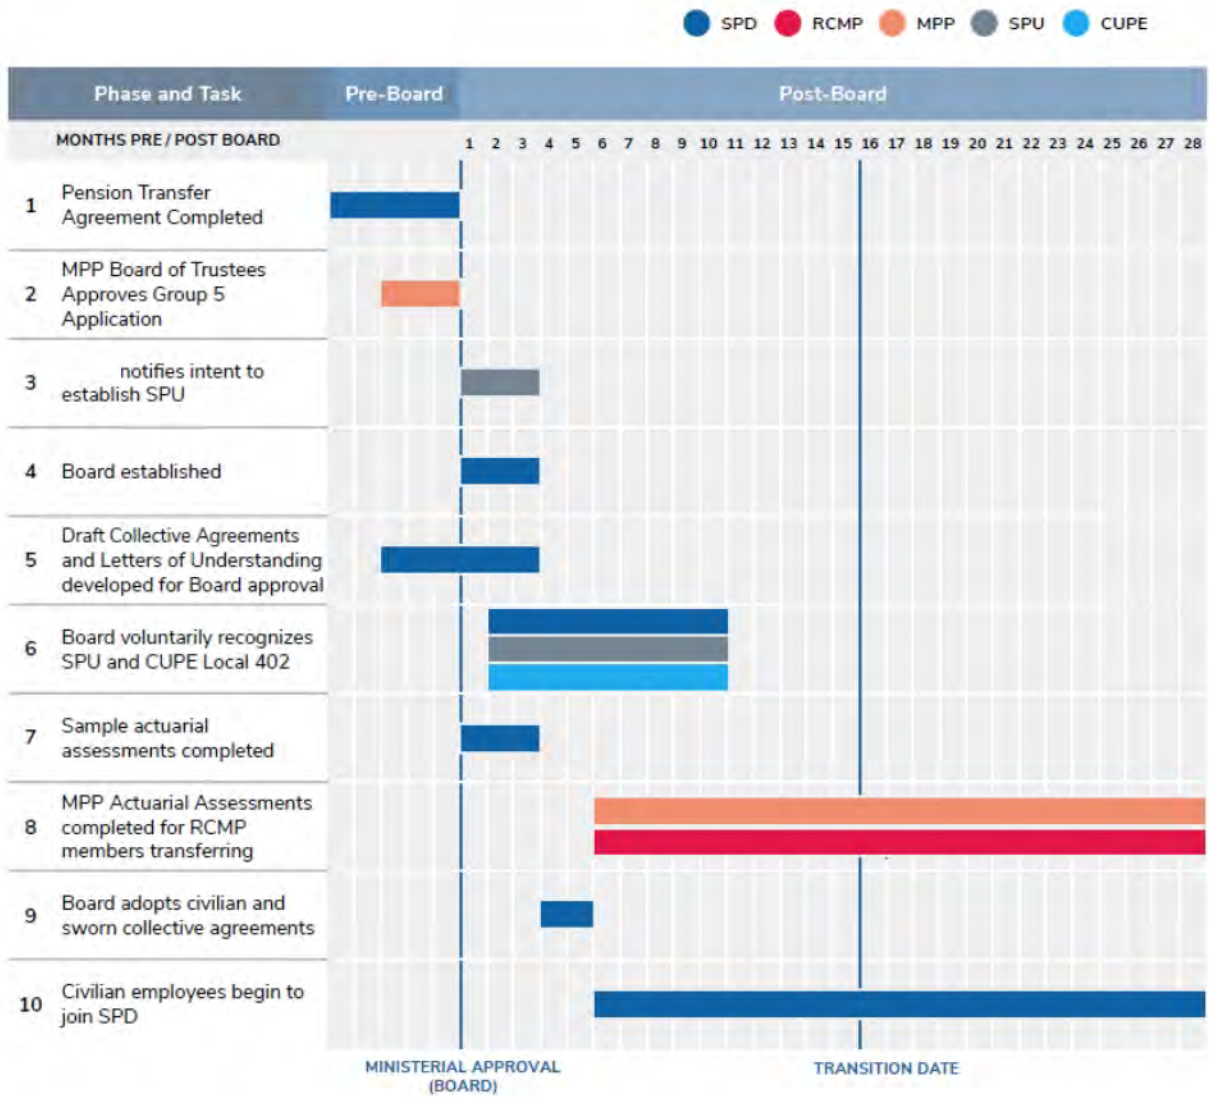 SPD RCMP MPP SPU CUPE
Phase and Task Pre-Board Post-Board
MONTHS PRE / POST BOARD 1 2 3 4 5 6 7 8 9 10 11 12 13 14 15 16 17 18 19 20 21 22 23 24 25 26 27 28
1 Pension Transfer
Agreement Completed
MPP Board of Trustees
2 Approves Group 5
Application
3 notifies intent to
establish SPU
4 Board established
Draft Collective Agreements
5 and Letters of Understanding
developed for Board approval
6 Board voluntarily recognizes
SPU and CUPE Local 402
7 Sample actuarial
assessments completed
MPP Actuarial Assessments
8 completed for RCMP
members transferring
9 Board adopts civilian and
sworn collective agreements
10 Civilian employees begin to
join SPD
MINISTERIAL APPROVAL
(BOARD)
TRANSITION DATE